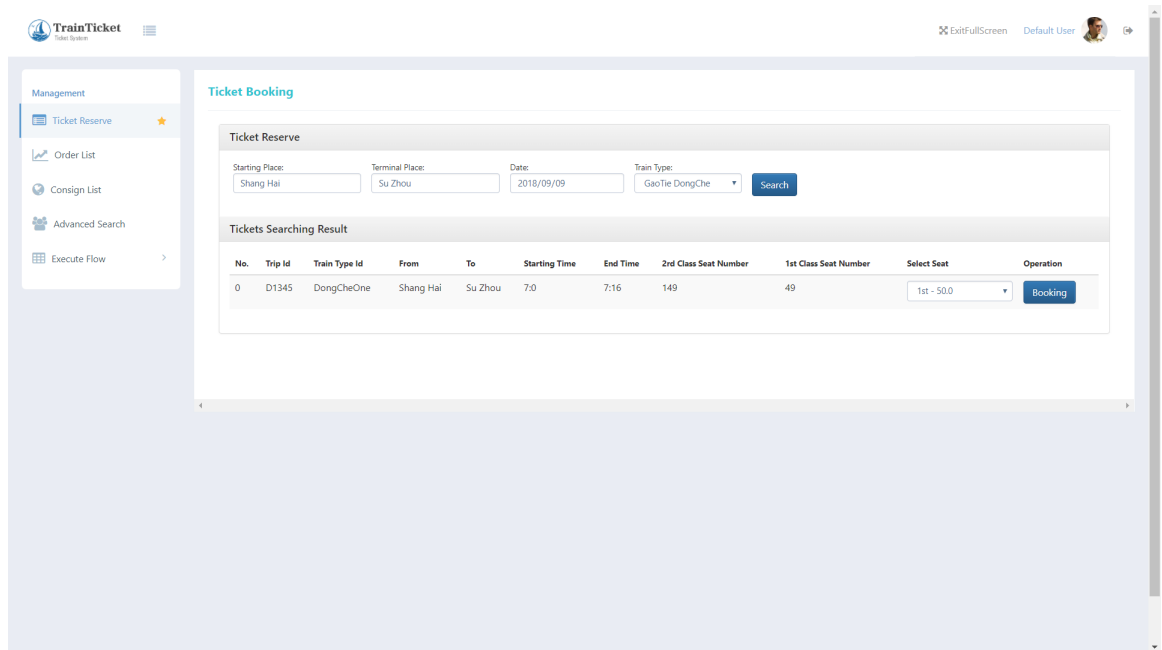 TrainTicket
Ticket System
ExitFullScreen Default User
Management
Ticket Reserve
Order List
Consign List
Advanced Search
Execute Flow
Ticket Booking
Ticket Reserve
Starting Place: Terminal Place: Date: Train Type:
Shang Hai Su Zhou 2018/09/09 GaoTie DongChe Search
Tickets Searching Result
No. Trip Id Train Type Id From To Starting Time End Time 2rd Class Seat Number 1st Class Seat Number Select Seat Operation
0 D1345 DongCheOne Shang Hai Su Zhou 7:0 7:16 149 49 1st - 50.0 Booking